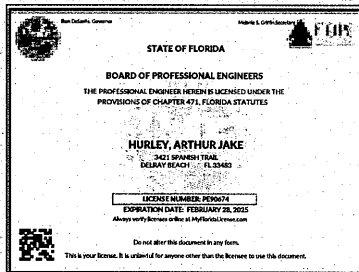 Ron DeSantis, Governor
Melanie S. Griffin, Secretary
STATE OF FLORIDA
BOARD OF PROFESSIONAL ENGINEERS
THE PROFESSIONAL ENGINEER HEREIN IS LICENSED UNDER THE
PROVISIONS OF CHAPTER 471, FLORIDA STATUTES
HURLEY, ARTHUR JAKE
3421 SPANISH TRAIL
DELRAY BEACH FL 33483
LICENSE NUMBER: PE90674
EXPIRATION DATE: FEBRUARY 28, 2025
Always verify licenses online at MyFloridaLicense.com
Do not alter this document in any form.
This is your license. It is unlawful for anyone other than the licensee to use this document.